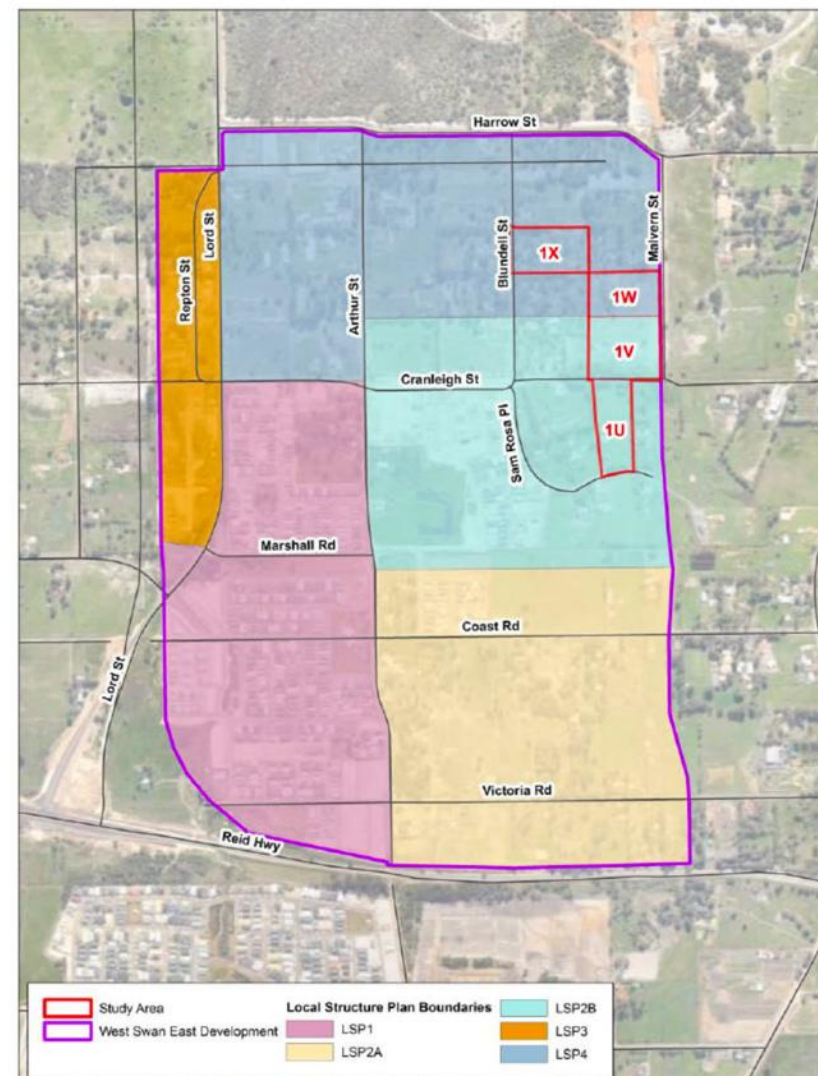 Harrow St
Malvern St
Blundell St
Lord St
Repton St
Arthur St
1X
1W
1V
Cranleigh St
1U
Sam Rosa Pl
Marshall Rd
Coast Rd
Lord St
Victoria Rd
Reid Hwy
Study Area
West Swan East Development
Local Structure Plan Boundaries
LSP1
LSP2A
LSP2B
LSP3
LSP4